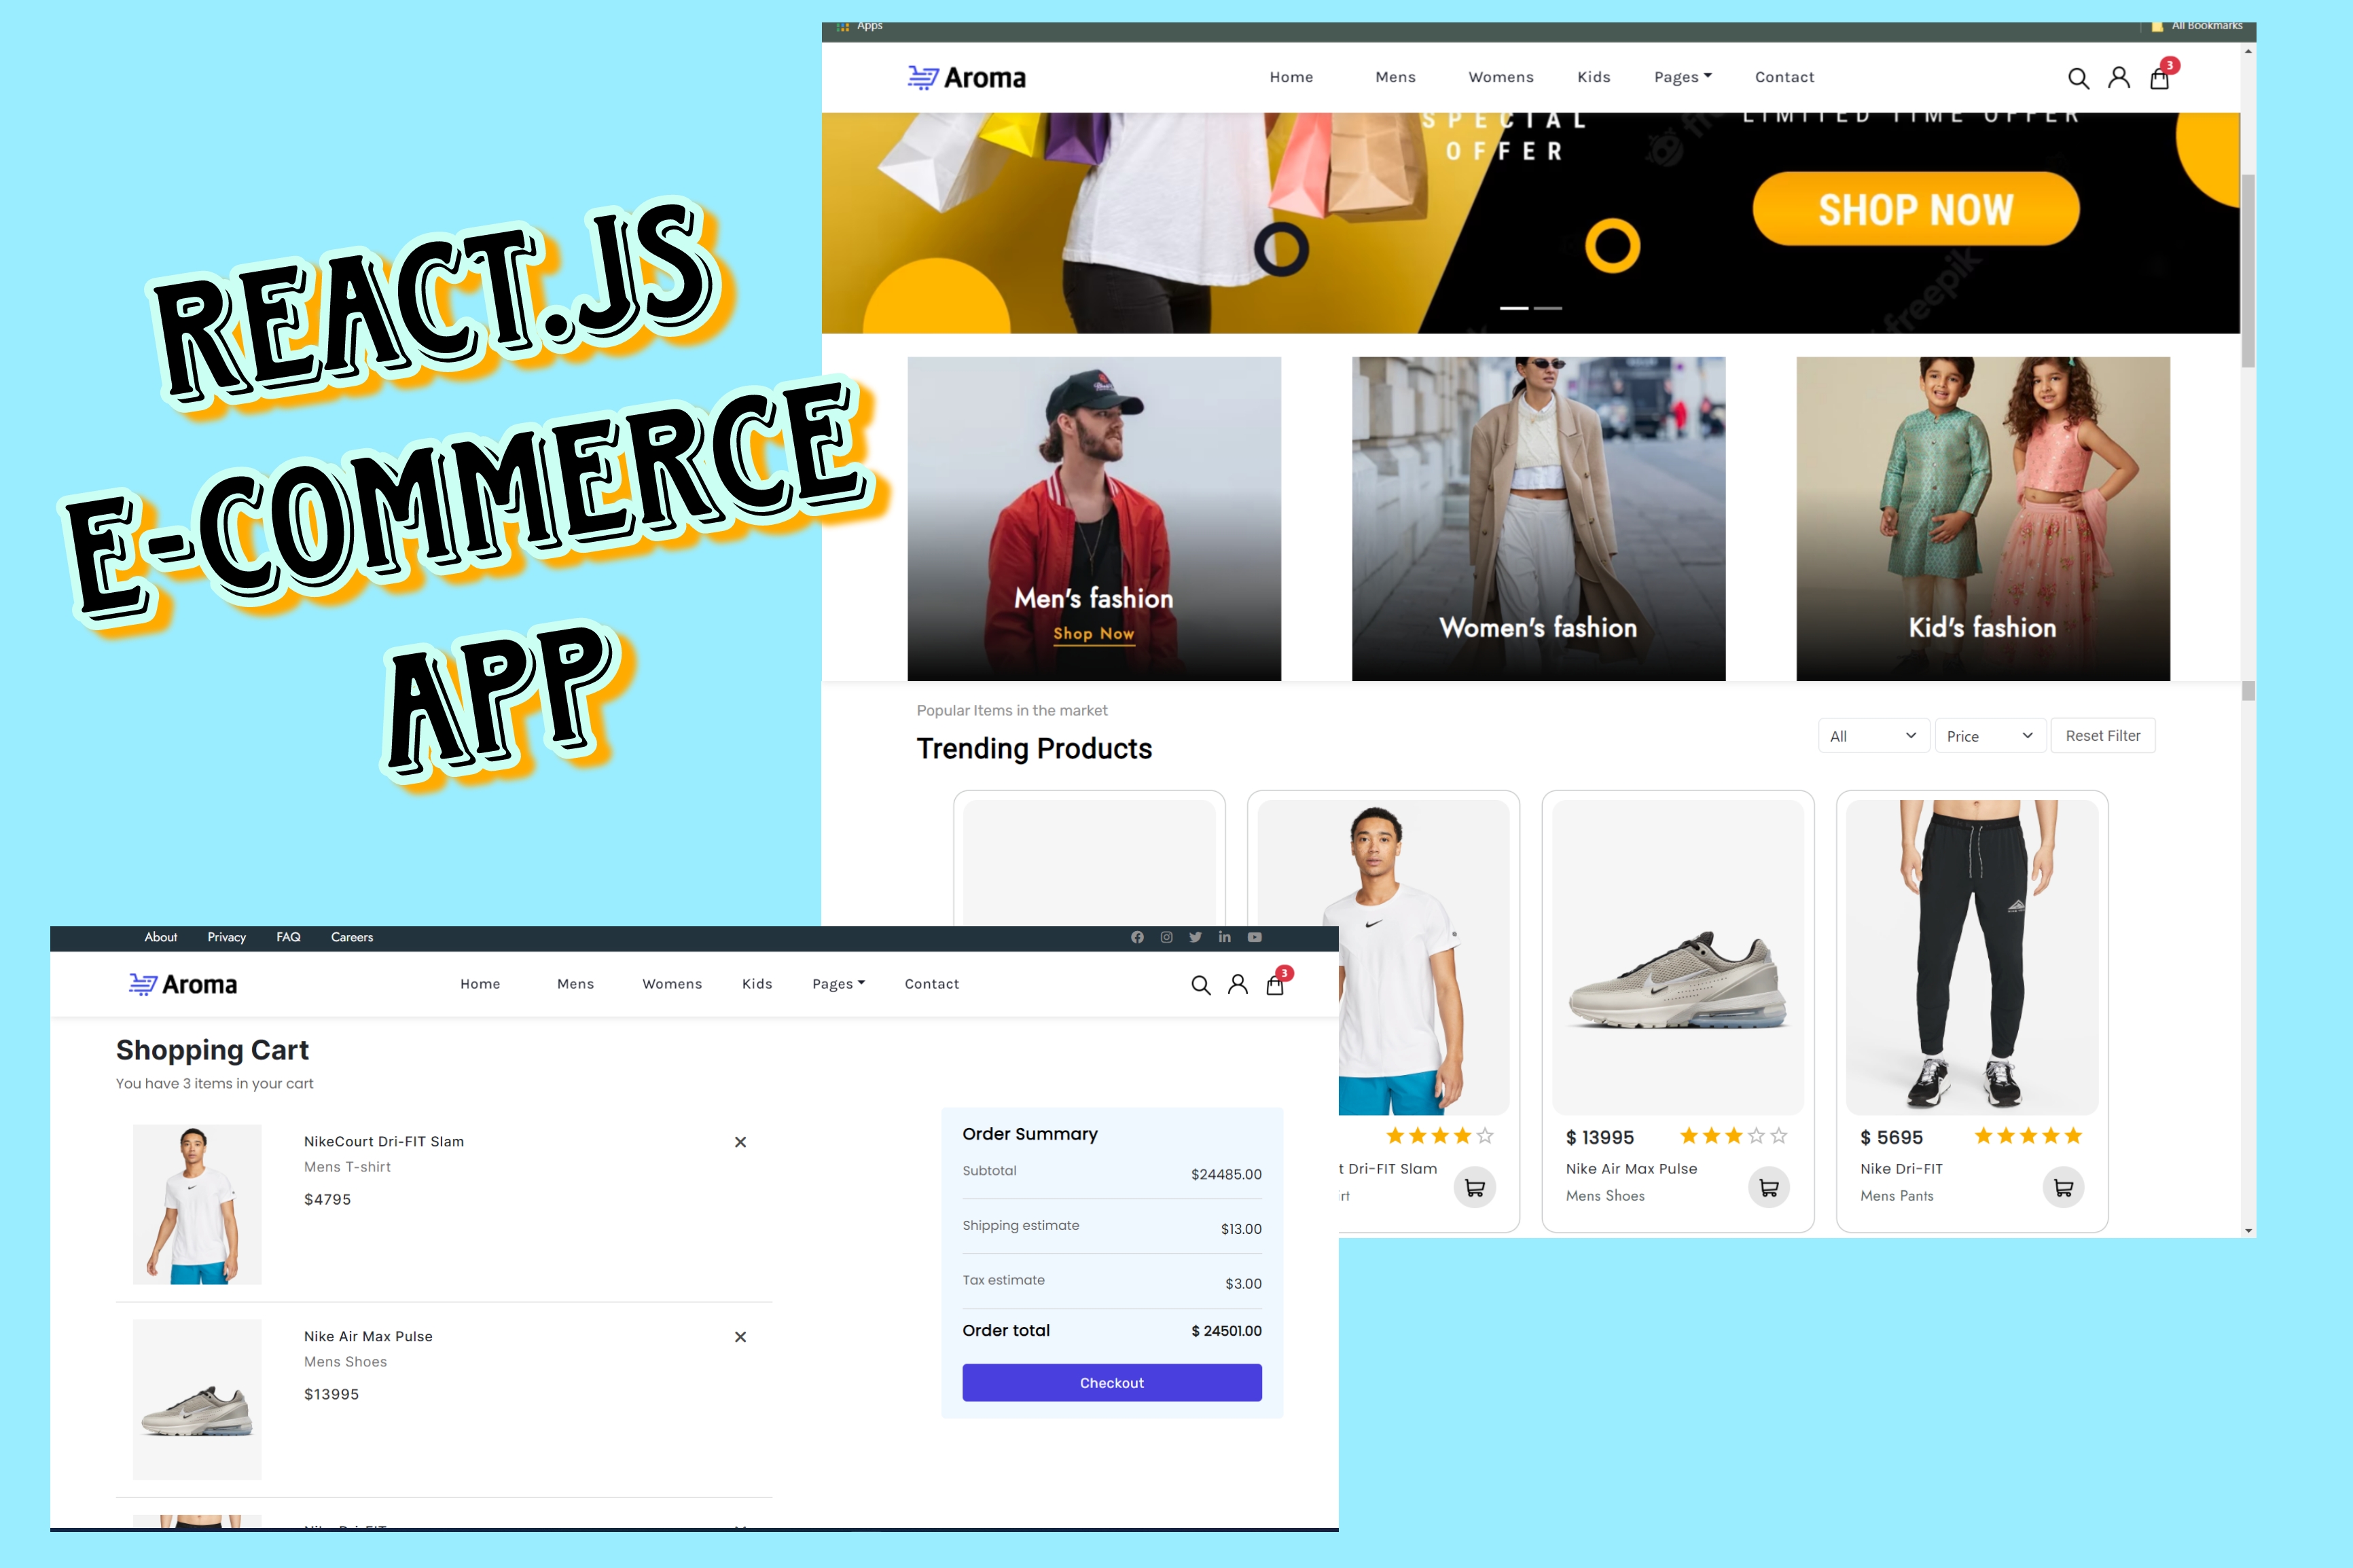 REACT.JS
E-COMMERCE
APP
Apps
All Bookmarks
Aroma
Home Mens Womens Kids Pages Contact
3
SPECIAL
OFFER
LIMITED TIME OFFER
SHOP NOW
freepik
Men's fashion
Shop Now
Women's fashion
Kid's fashion
Popular Items in the market
Trending Products
All
Price
Reset Filter
t Dri-FIT Slam
rt
$ 13995
Nike Air Max Pulse
Mens Shoes
$ 5695
Nike Dri-FIT
Mens Pants
About Privacy FAQ Careers
Aroma
Home Mens Womens Kids Pages Contact
3
Shopping Cart
You have 3 items in your cart
NikeCourt Dri-FIT Slam
Mens T-shirt
$4795
Nike Air Max Pulse
Mens Shoes
$13995
Nike Dri-FIT
Order Summary
Subtotal $24485.00
Shipping estimate $13.00
Tax estimate $3.00
Order total $ 24501.00
Checkout